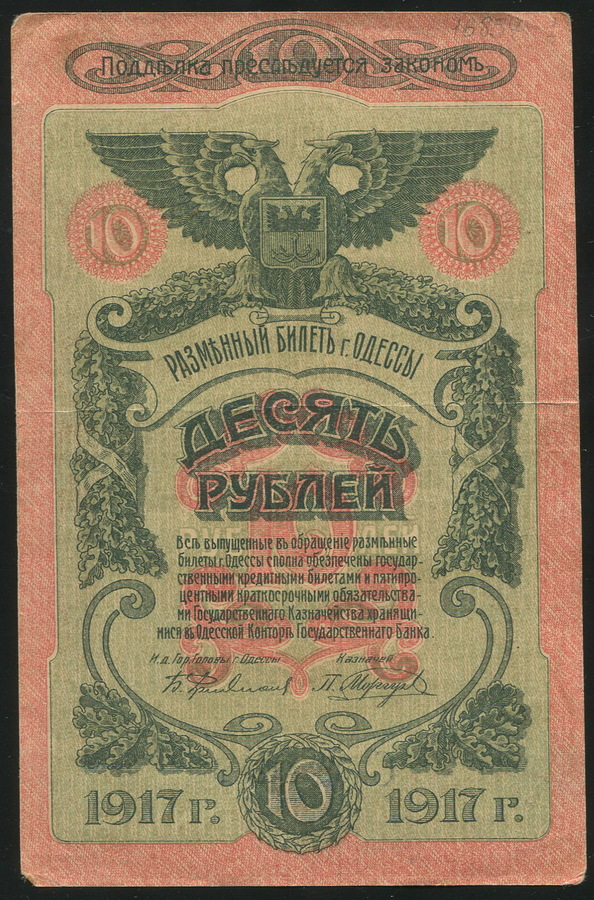 Поддѣлка преслѣдуется закономъ
10 10
РАЗМѢННЫЙ БИЛЕТЪ г. ОДЕССЫ
ДЕСЯТЬ
РУБЛЕЙ
Всѣ выпущенные въ обращенiе размѣнные
билеты г. Одессы сполна обезпечены государ-
ственными кредитными билетами и пятипро-
центными краткосрочными обязательства-
ми Государственнаго Казначейства хранящи-
мися въ Одесской Конторѣ Государственнаго Банка.
И.д. Гор. Головы г. Одессы Казначей
1917 г. 10 1917 г.